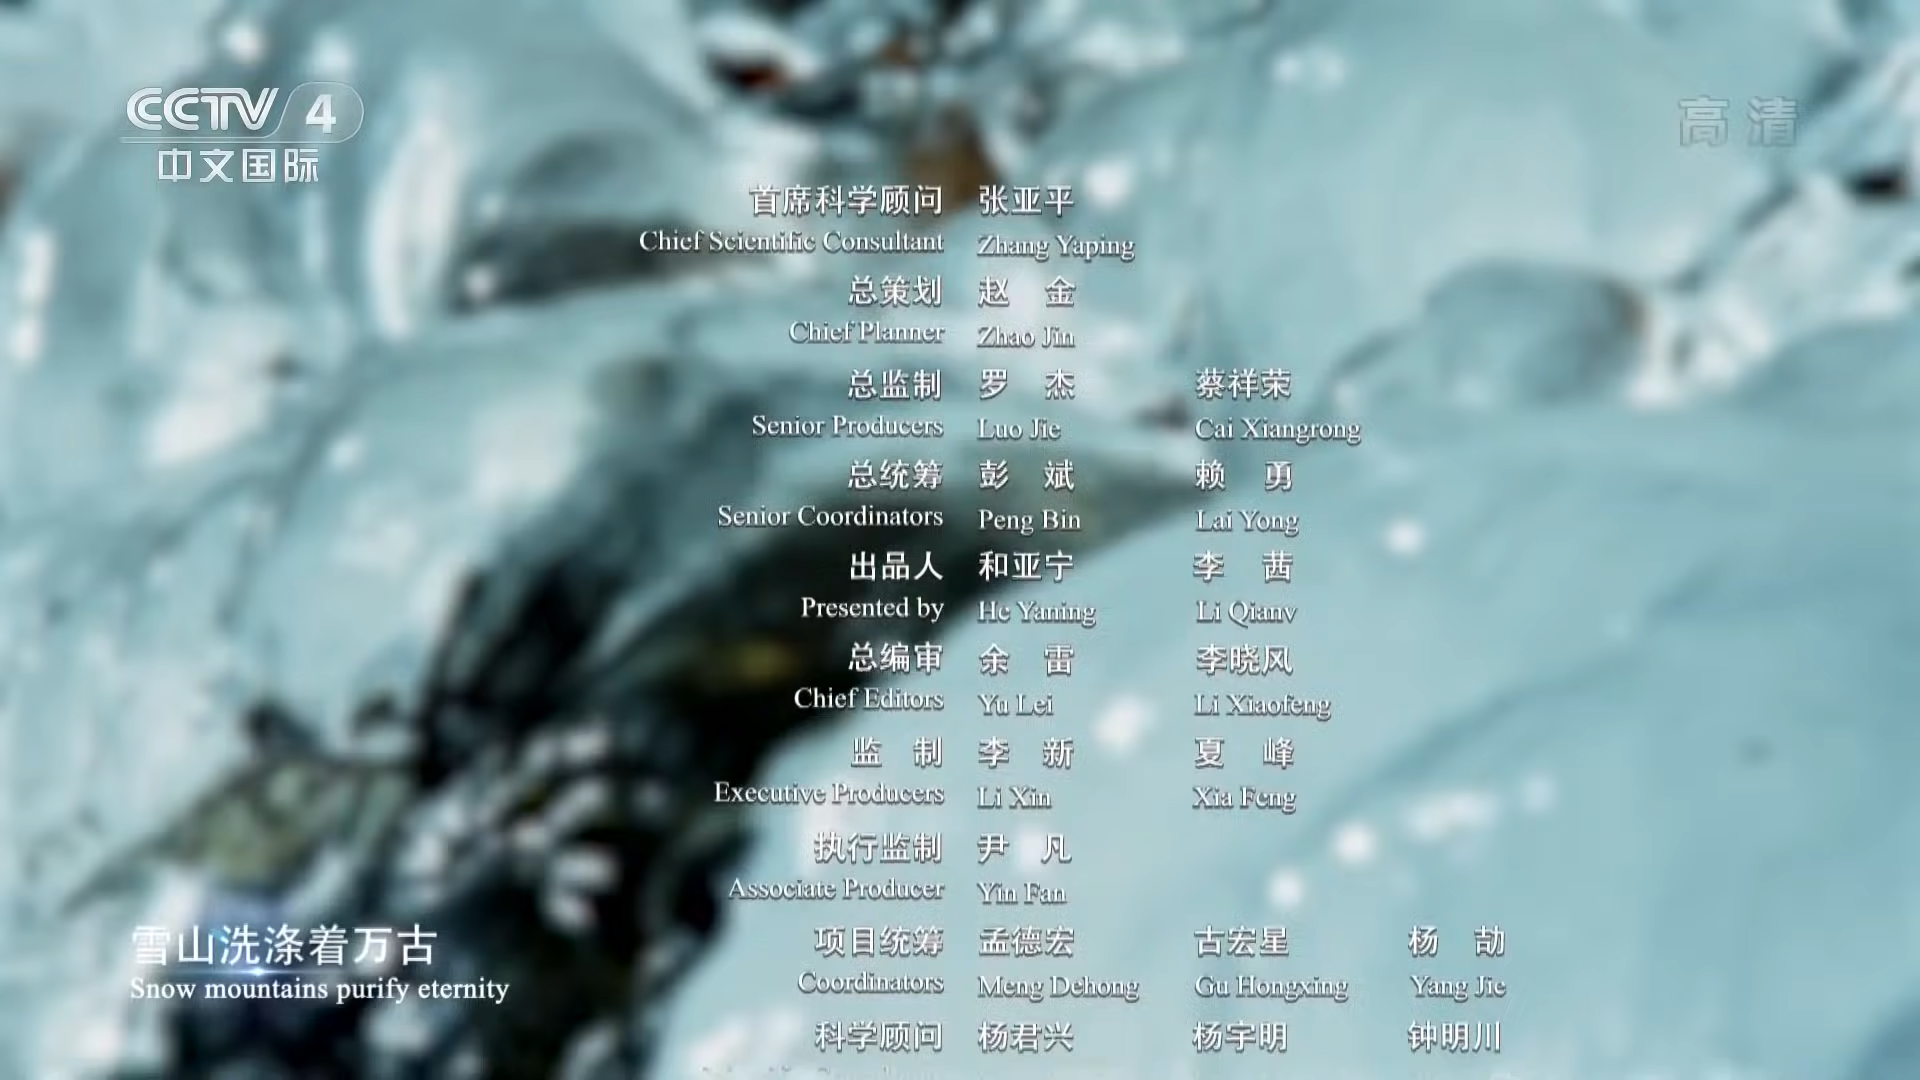 CCTV 4
中文国际
高清
首席科学顾问 张亚平
Chief Scientific Consultant Zhang Yaping
总策划 赵 金
Chief Planner Zhao Jin
总监制 罗 杰 蔡祥荣
Senior Producers Luo Jie Cai Xiangrong
总统筹 彭 斌 赖 勇
Senior Coordinators Peng Bin Lai Yong
出品人 和亚宁 李 茜
Presented by He Yaning Li Qianv
总编审 余 雷 李晓风
Chief Editors Yu Lei Li Xiaofeng
监 制 李 新 夏 峰
Executive Producers Li Xin Xia Feng
执行监制 尹 凡
Associate Producer Yin Fan
项目统筹 孟德宏 古宏星 杨 劼
Coordinators Meng Dehong Gu Hongxing Yang Jie
科学顾问 杨君兴 杨宇明 钟明川
雪山洗涤着万古
Snow mountains purify eternity